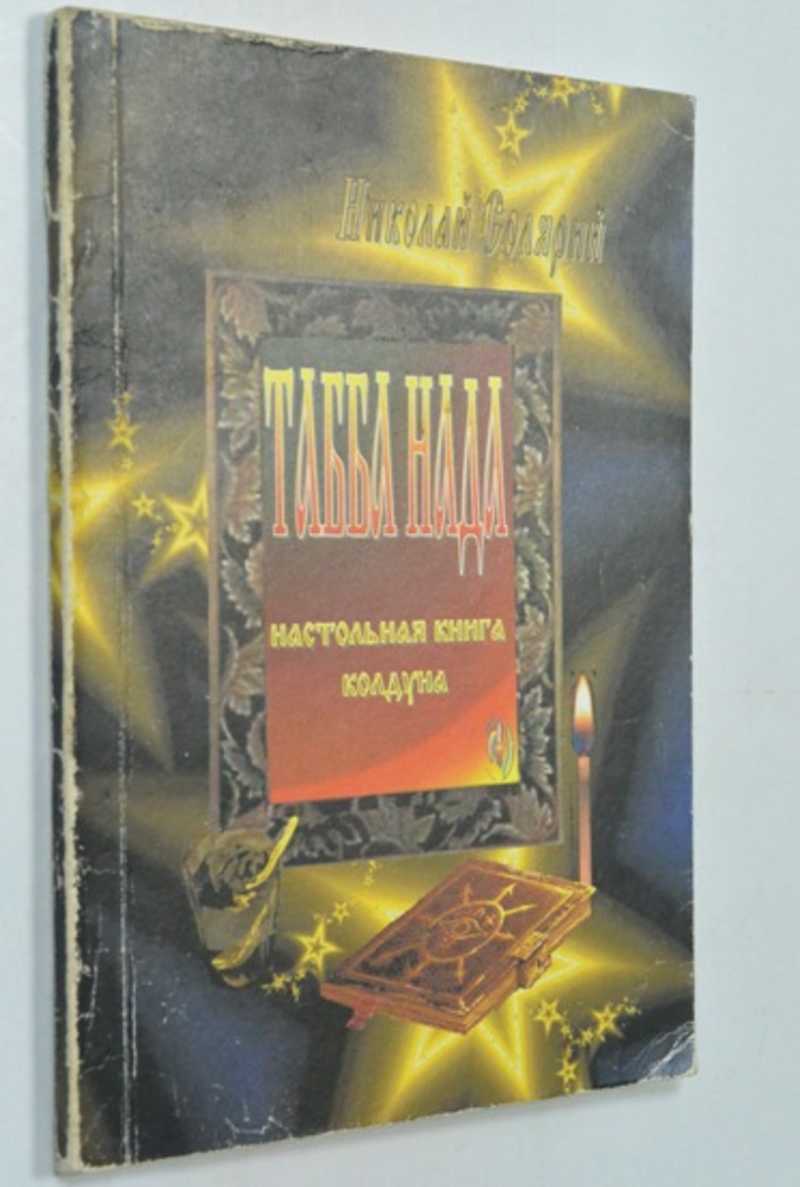 Николай Солярий
ТАББА НАДА
НАСТОЛЬНАЯ КНИГА
КОЛДУНА